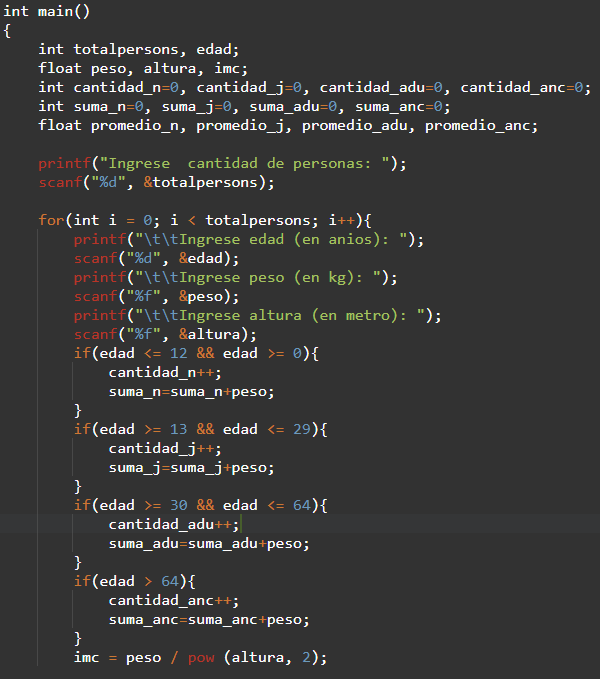 int main()
{
    int totalpersons, edad;
    float peso, altura, imc;
    int cantidad_n=0, cantidad_j=0, cantidad_adu=0, cantidad_anc=0;
    int suma_n=0, suma_j=0, suma_adu=0, suma_anc=0;
    float promedio_n, promedio_j, promedio_adu, promedio_anc;

    printf("Ingrese  cantidad de personas: ");
    scanf("%d", &totalpersons);

    for(int i = 0; i < totalpersons; i++){
        printf("\t\tIngrese edad (en anios): ");
        scanf("%d", &edad);
        printf("\t\tIngrese peso (en kg): ");
        scanf("%f", &peso);
        printf("\t\tIngrese altura (en metro): ");
        scanf("%f", &altura);
        if(edad <= 12 && edad >= 0){
            cantidad_n++;
            suma_n=suma_n+peso;
        }
        if(edad >= 13 && edad <= 29){
            cantidad_j++;
            suma_j=suma_j+peso;
        }
        if(edad >= 30 && edad <= 64){
            cantidad_adu++;
            suma_adu=suma_adu+peso;
        }
        if(edad > 64){
            cantidad_anc++;
            suma_anc=suma_anc+peso;
        }
        imc = peso / pow (altura, 2);